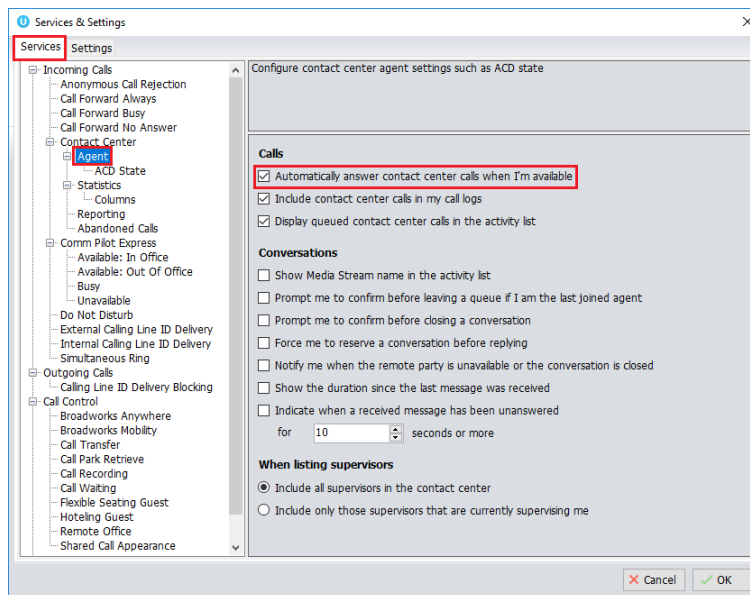 Services & Settings
Services Settings
Incoming Calls
Anonymous Call Rejection
Call Forward Always
Call Forward Busy
Call Forward No Answer
Contact Center
Agent
ACD State
Statistics
Columns
Reporting
Abandoned Calls
Comm Pilot Express
Available: In Office
Available: Out Of Office
Busy
Unavailable
Do Not Disturb
External Calling Line ID Delivery
Internal Calling Line ID Delivery
Simultaneous Ring
Outgoing Calls
Calling Line ID Delivery Blocking
Call Control
Broadworks Anywhere
Broadworks Mobility
Call Transfer
Call Park Retrieve
Call Recording
Call Waiting
Flexible Seating Guest
Hoteling Guest
Remote Office
Shared Call Appearance
Configure contact center agent settings such as ACD state
Calls
Automatically answer contact center calls when I'm available
Include contact center calls in my call logs
Display queued contact center calls in the activity list
Conversations
Show Media Stream name in the activity list
Prompt me to confirm before leaving a queue if I am the last joined agent
Prompt me to confirm before closing a conversation
Force me to reserve a conversation before replying
Notify me when the remote party is unavailable or the conversation is closed
Show the duration since the last message was received
Indicate when a received message has been unanswered
for 10 seconds or more
When listing supervisors
Include all supervisors in the contact center
Include only those supervisors that are currently supervising me
Cancel OK